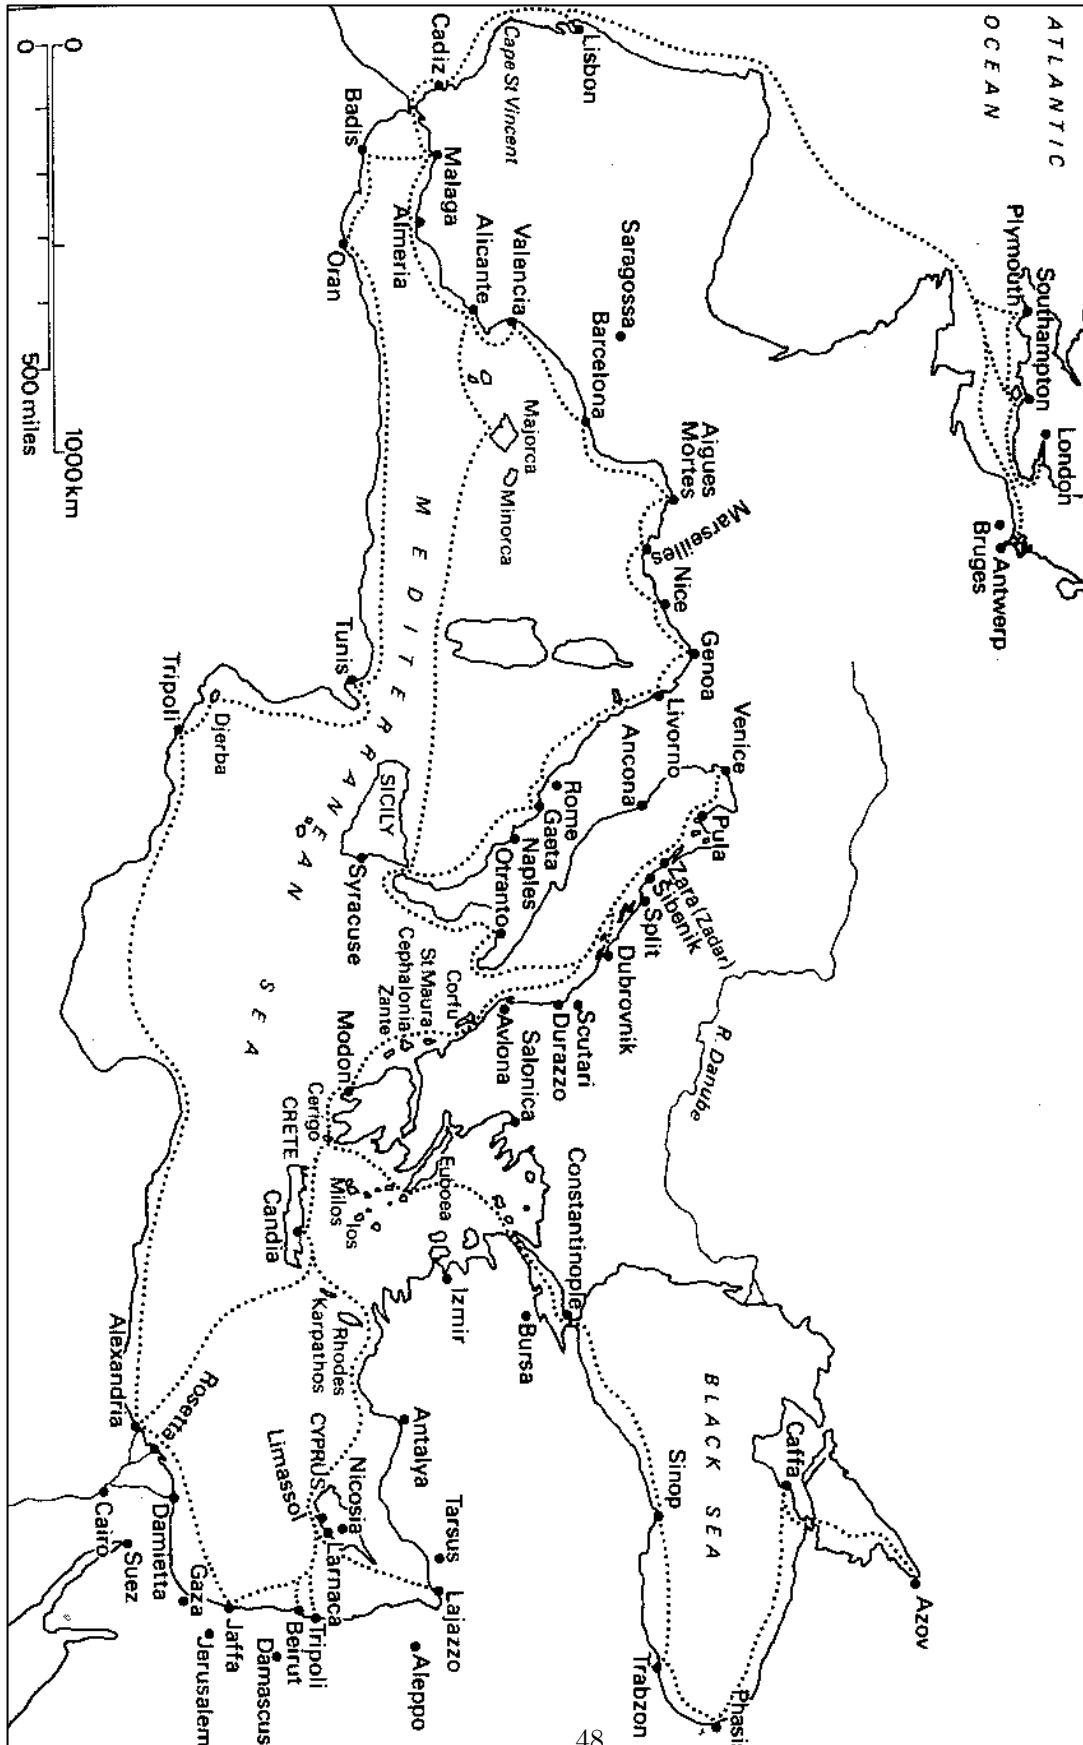 ATLANTIC
OCEAN
Plymouth
Southampton
London
Antwerp
Bruges
Lisbon
Cape St Vincent
Cadiz
Badis
Malaga
Almeria
Oran
Alicante
Valencia
Saragossa
Barcelona
Aigues
Mortes
Marseilles
Nice
Genoa
Livorno
Majorca
Minorca
MEDITERRANEAN
SEA
Tunis
Tripoli
Djerba
SICILY
Syracuse
Venice
Ancona
Rome
Gaeta
Naples
Otranto
Pula
Zara (Zadar)
Šibenik
Split
Dubrovnik
Scutari
Durazzo
Avlona
Salonica
Corfu
St.Maura
Cephalonia
Zante
Modon
Cerigo
CRETE
Candia
Milos
Ios
Euboea
R. Danube
Constantinople
Izmir
Bursa
Rhodes
Karpathos
BLACK SEA
Caffa
Azov
Sinop
Trabzon
Phasis
Antalya
Tarsus
Lajazzo
Aleppo
CYPRUS
Nicosia
Limassol
Larnaca
Tripoli
Beirut
Damascus
Jaffa
Jerusalem
Gaza
Damietta
Suez
Cairo
Rosetta
Alexandria
0 1000km
0 500 miles
48